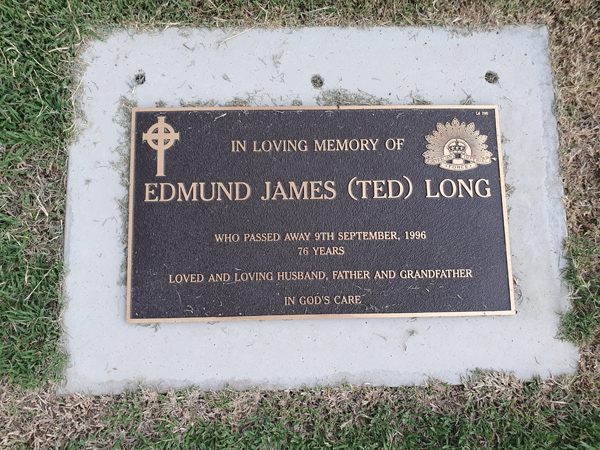 IN LOVING MEMORY OF
EDMUND JAMES (TED) LONG
WHO PASSED AWAY 9TH SEPTEMBER, 1996
76 YEARS
LOVED AND LOVING HUSBAND, FATHER AND GRANDFATHER
IN GOD'S CARE